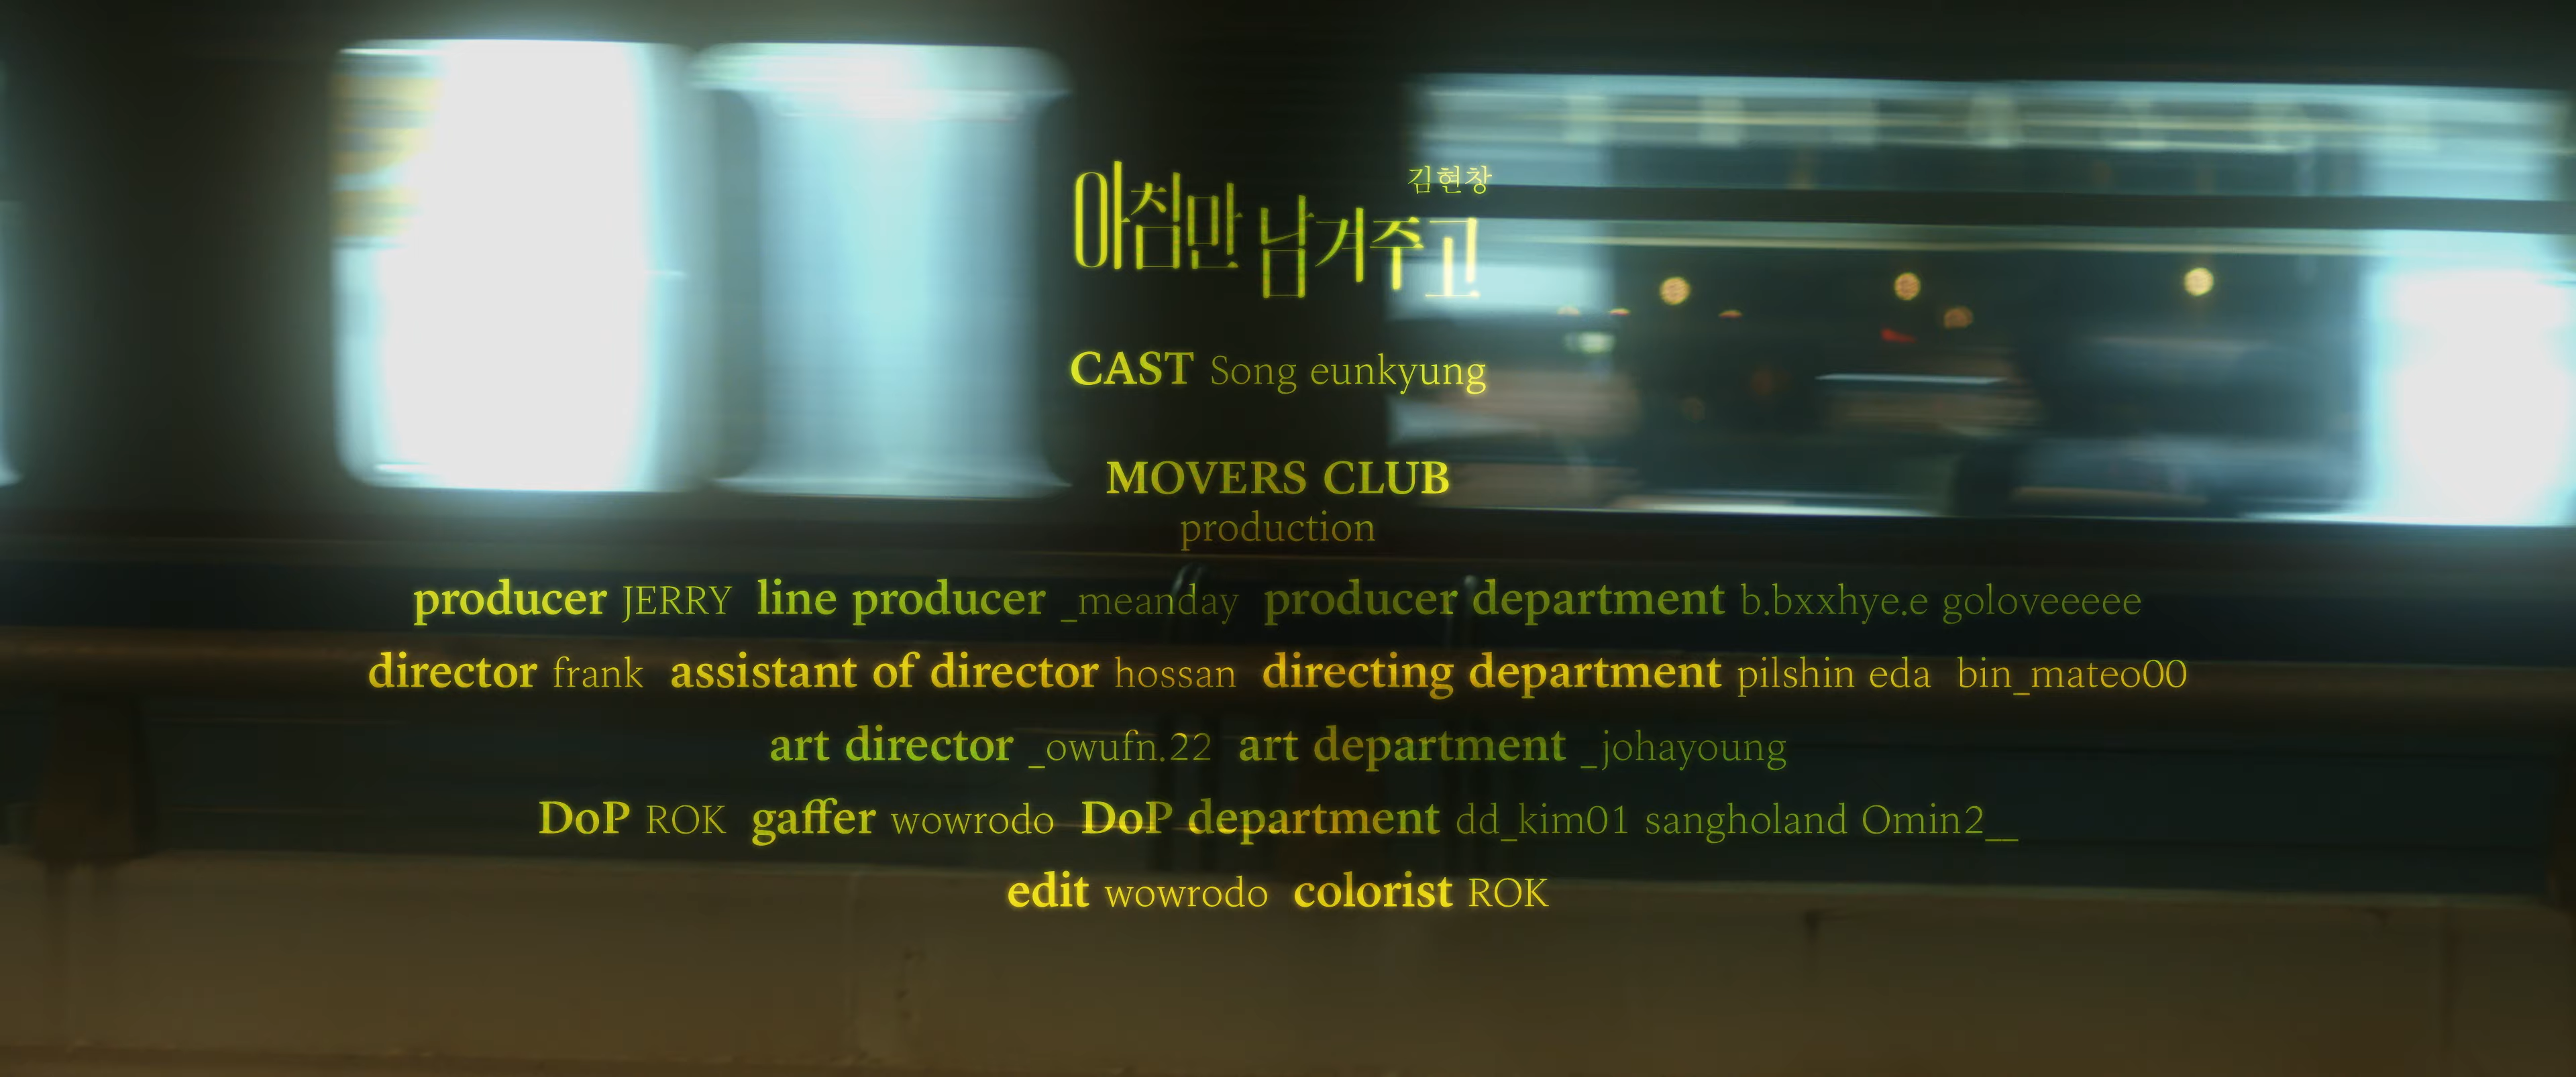 김현창
아침만 남겨주고
CAST Song eunkyung
MOVERS CLUB
production
producer JERRY line producer _meanday producer department b.bxxhye.e goloveeeee
director frank assistant of director hossan directing department pilshin eda bin_mateo00
art director _owufn.22 art department _johayoung
DoP ROK gaffer wowrodo DoP department dd_kim01 sangholand Omin2__
edit wowrodo colorist ROK